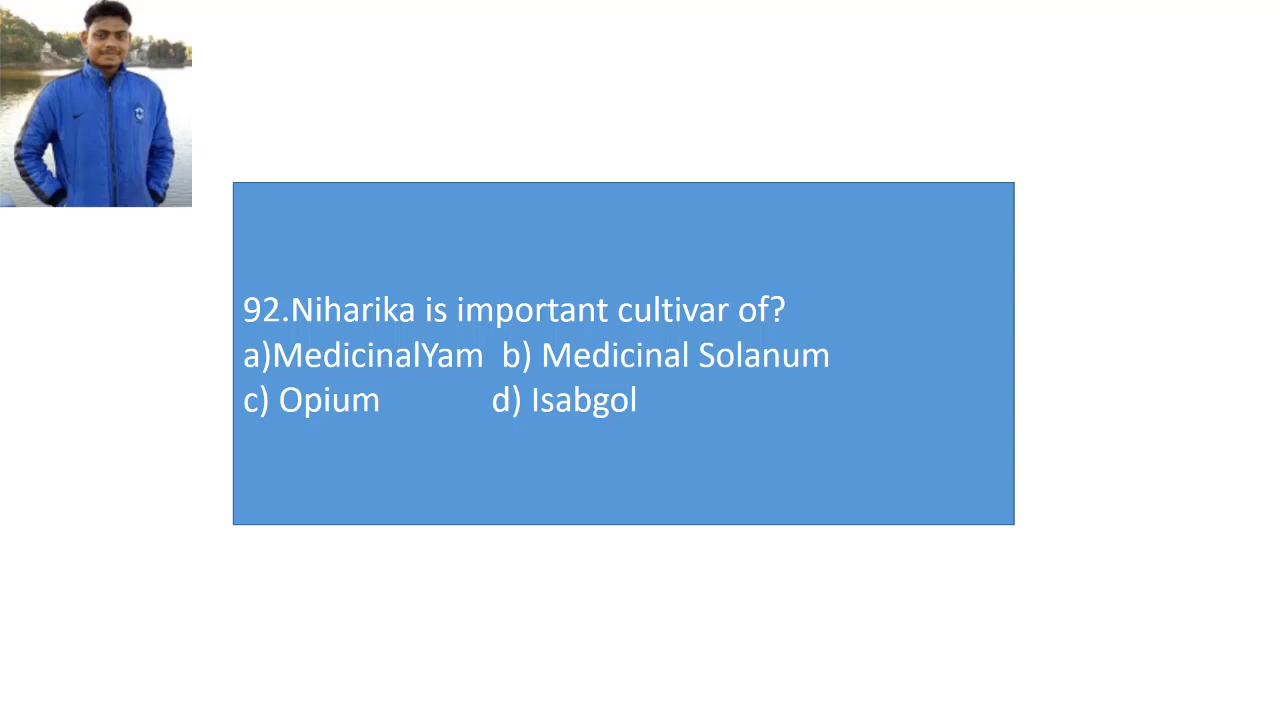 92.Niharika is important cultivar of?
a)MedicinalYam b) Medicinal Solanum
c) Opium d) Isabgol